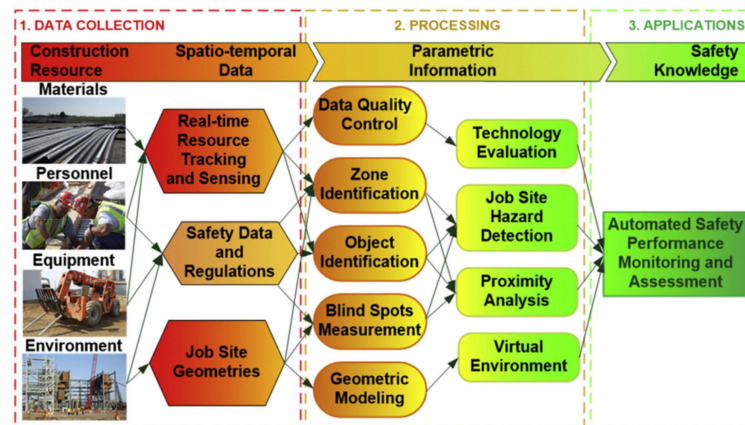 1. DATA COLLECTION
2. PROCESSING
3. APPLICATIONS
Construction
Resource
Spatio-temporal
Data
Parametric
Information
Safety
Knowledge
Materials
Personnel
Equipment
Environment
Real-time
Resource
Tracking
and Sensing
Safety Data
and
Regulations
Job Site
Geometries
Data Quality
Control
Zone
Identification
Object
Identification
Blind Spots
Measurement
Geometric
Modeling
Technology
Evaluation
Job Site
Hazard
Detection
Proximity
Analysis
Virtual
Environment
Automated Safety
Performance
Monitoring and
Assessment